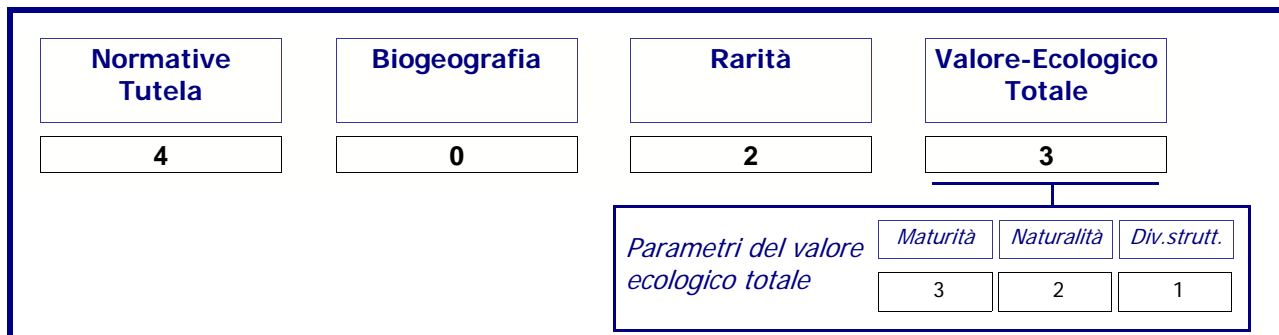 Normative
Tutela
Biogeografia
Rarità
Valore-Ecologico
Totale
4
0
2
3
Parametri del valore
ecologico totale
Maturità
Naturalità
Div.strutt.
3
2
1